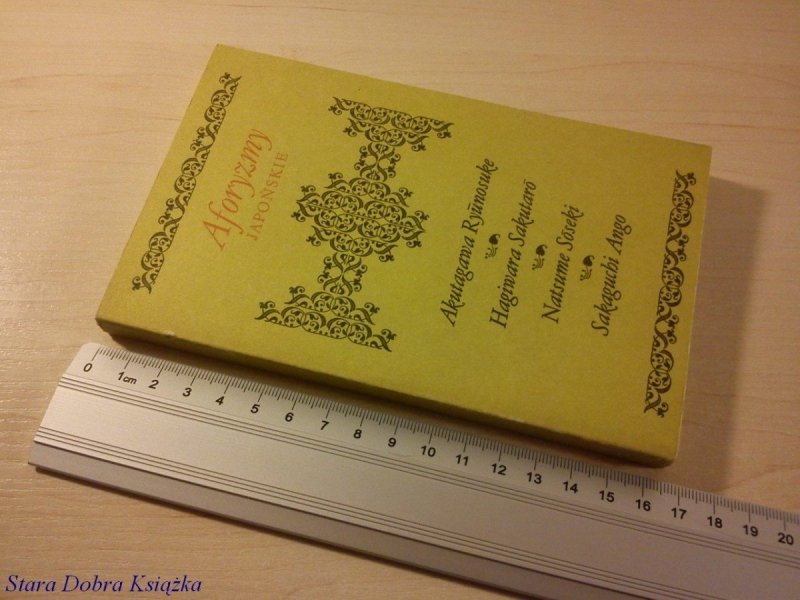 Aforyzmy
JAPOŃSKIE
Akutagawa Ryūnosuke
Hagiwara Sakutarō
Natsume Sōseki
Sakaguchi Ango
0 1cm 2 3 4 5 6 7 8 9 10 11 12 13 14 15 16 17 18 19 20
Stara Dobra Książka